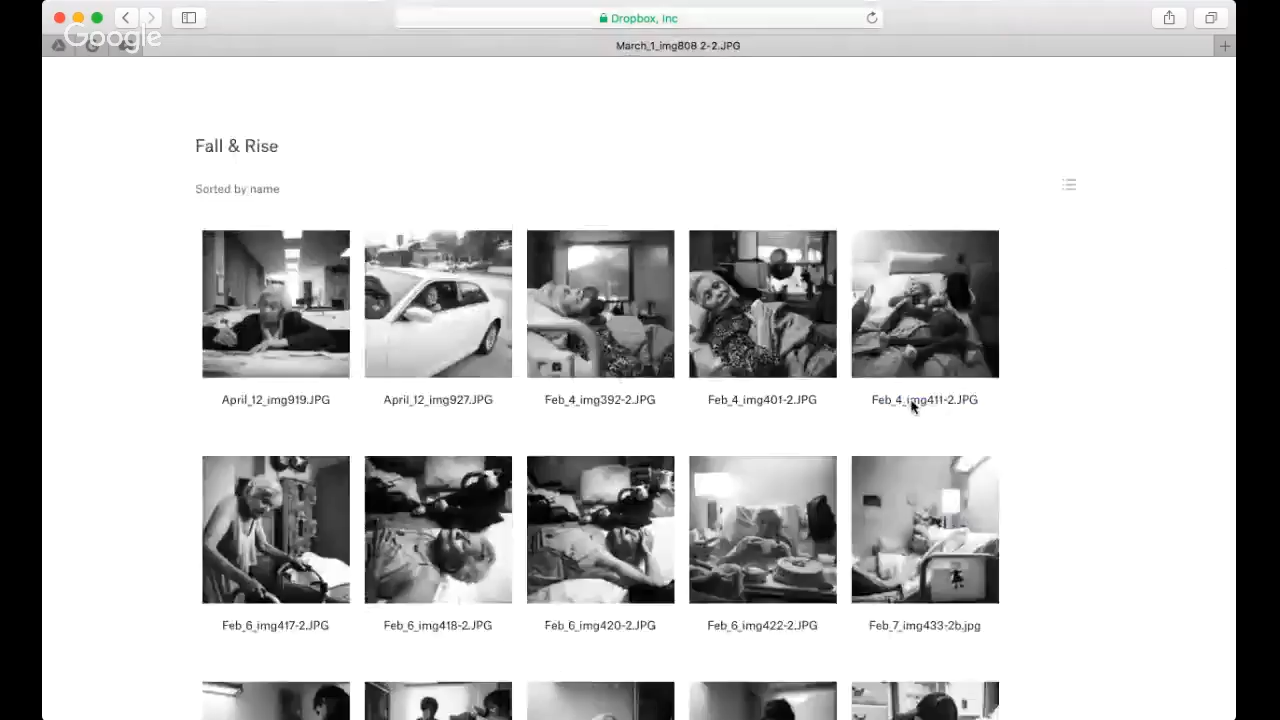 Dropbox, Inc
Google
March_1_img808 2-2.JPG
Fall & Rise
Sorted by name
April_12_img919.JPG
April_12_img927.JPG
Feb_4_img392-2.JPG
Feb_4_img401-2.JPG
Feb_4_img411-2.JPG
Feb_6_img417-2.JPG
Feb_6_img418-2.JPG
Feb_6_img420-2.JPG
Feb_6_img422-2.JPG
Feb_7_img433-2b.jpg